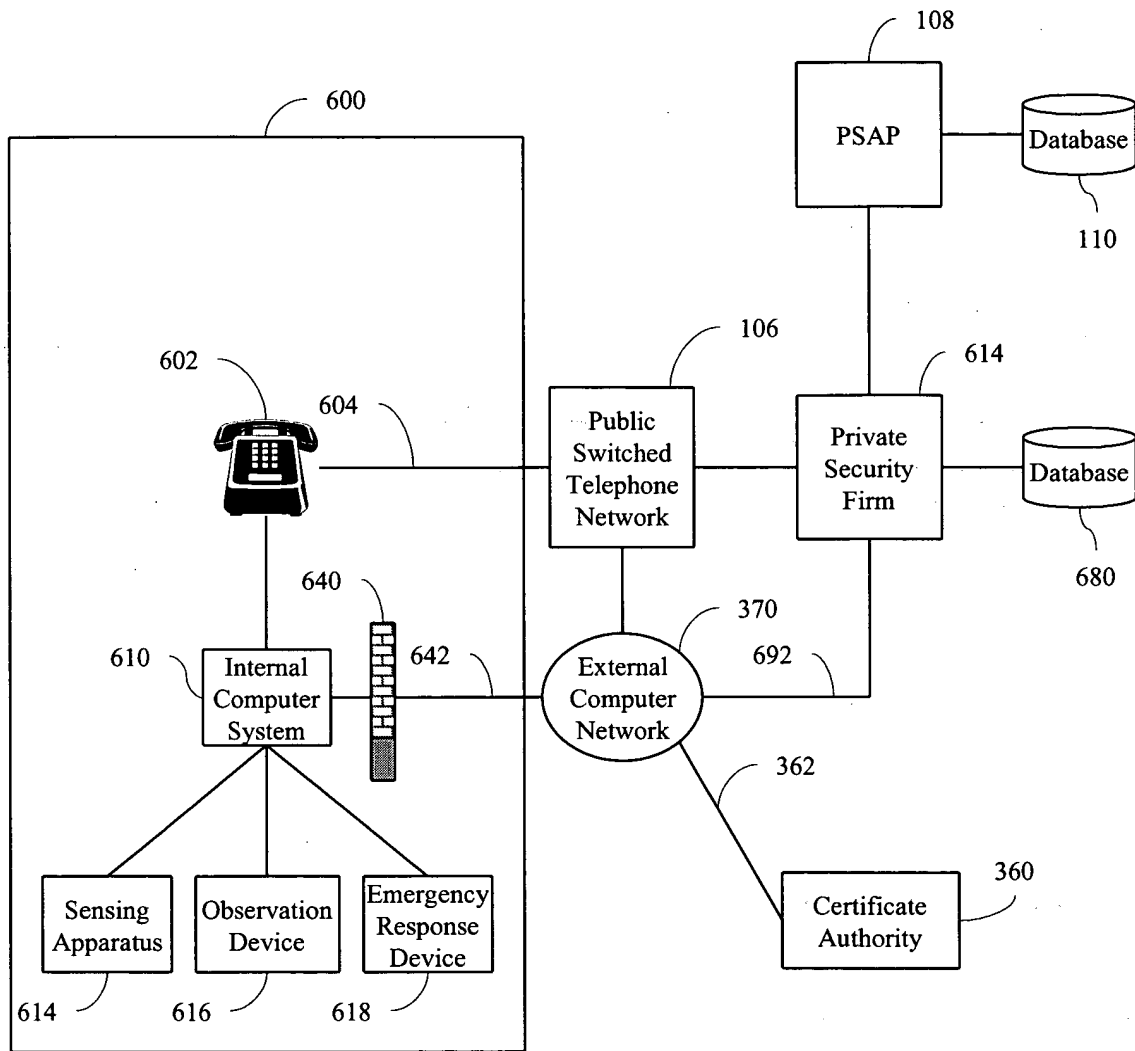 108
600
PSAP
Database
110
106
614
602
604
Public
Switched
Telephone
Network
Private
Security
Firm
Database
680
640
370
610
Internal
Computer
System
642
External
Computer
Network
692
362
360
Sensing
Apparatus
Observation
Device
Emergency
Response
Device
Certificate
Authority
614
616
618